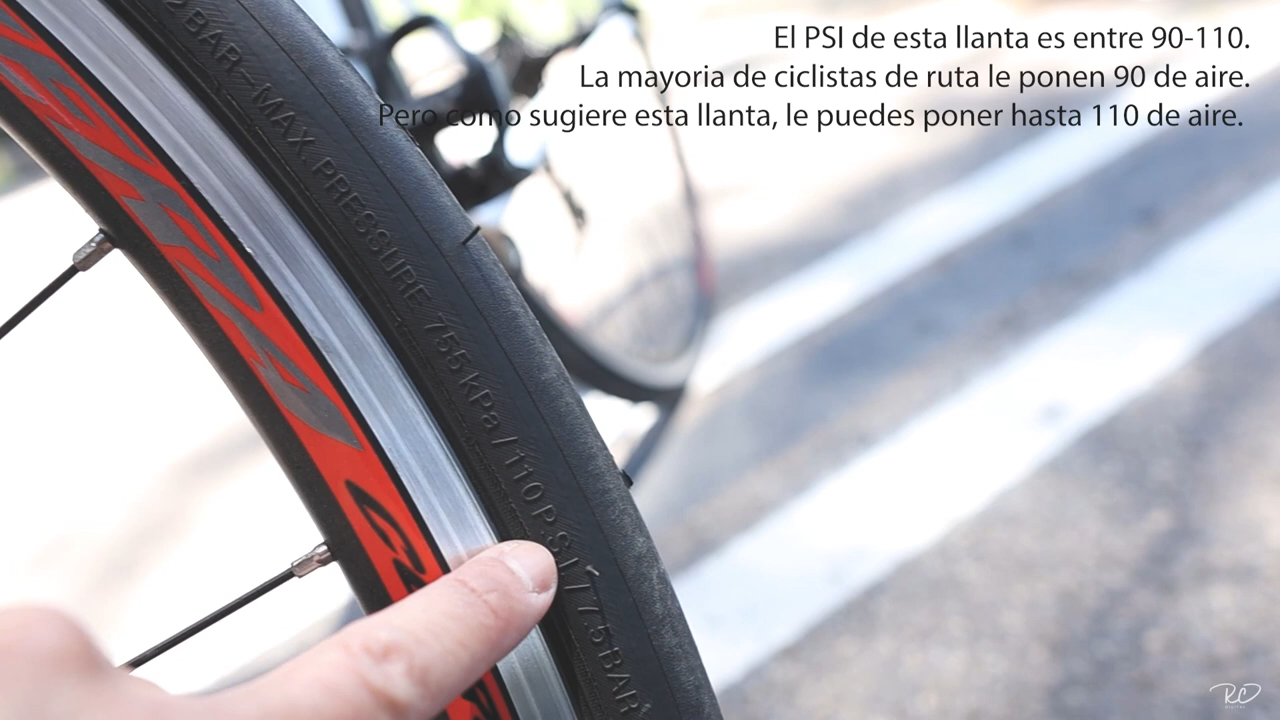 El PSI de esta llanta es entre 90-110.
La mayoria de ciclistas de ruta le ponen 90 de aire.
Pero como sugiere esta llanta, le puedes poner hasta 110 de aire.
BAR-MAX. PRESSURE 755 kPa / 110 P.S.I. / 7.5 BAR
RC
DIGITAL